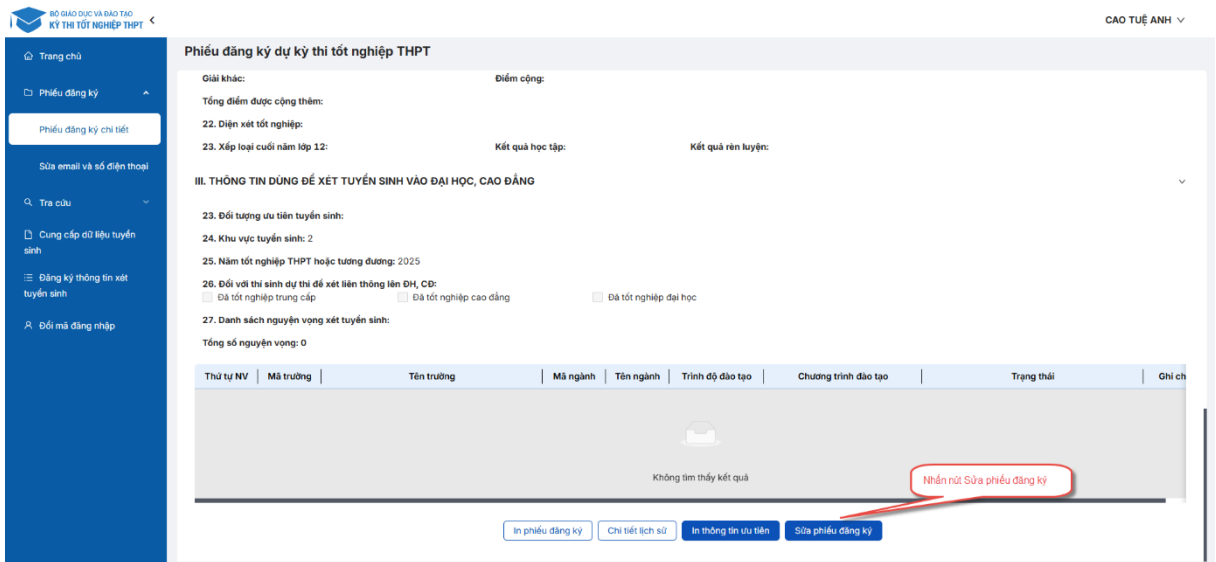 BỘ GIÁO DỤC VÀ ĐÀO TẠO
KỲ THI TỐT NGHIỆP THPT
CAO TUỆ ANH
Trang chủ
Phiếu đăng ký
Phiếu đăng ký chi tiết
Sửa email và số điện thoại
Tra cứu
Cung cấp dữ liệu tuyển
sinh
Đăng ký thông tin xét
tuyển sinh
Đổi mã đăng nhập
Phiếu đăng ký dự kỳ thi tốt nghiệp THPT
Giải khác: Điểm cộng:
Tổng điểm được cộng thêm:
22. Diện xét tốt nghiệp:
23. Xếp loại cuối năm lớp 12: Kết quả học tập: Kết quả rèn luyện:
III. THÔNG TIN DÙNG ĐỂ XÉT TUYỂN SINH VÀO ĐẠI HỌC, CAO ĐẲNG
23. Đối tượng ưu tiên tuyển sinh:
24. Khu vực tuyển sinh: 2
25. Năm tốt nghiệp THPT hoặc tương đương: 2025
26. Đối với thí sinh dự thi để xét liên thông lên ĐH, CĐ:
Đã tốt nghiệp trung cấp Đã tốt nghiệp cao đẳng Đã tốt nghiệp đại học
27. Danh sách nguyện vọng xét tuyển sinh:
Tổng số nguyện vọng: 0
Thứ tự NV Mã trường Tên trường Mã ngành Tên ngành Trình độ đào tạo Chương trình đào tạo Trạng thái Ghi ch
Không tìm thấy kết quả
Nhấn nút Sửa phiếu đăng ký
In phiếu đăng ký Chi tiết lịch sử In thông tin ưu tiên Sửa phiếu đăng ký